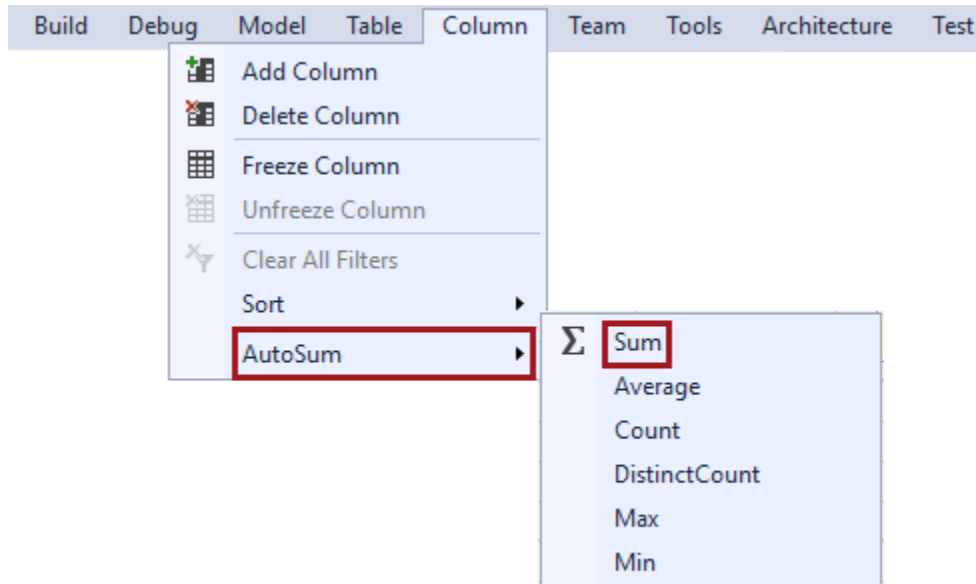 Build Debug Model Table Column Team Tools Architecture Test
Add Column
Delete Column
Freeze Column
Unfreeze Column
Clear All Filters
Sort
AutoSum
Σ Sum
Average
Count
DistinctCount
Max
Min